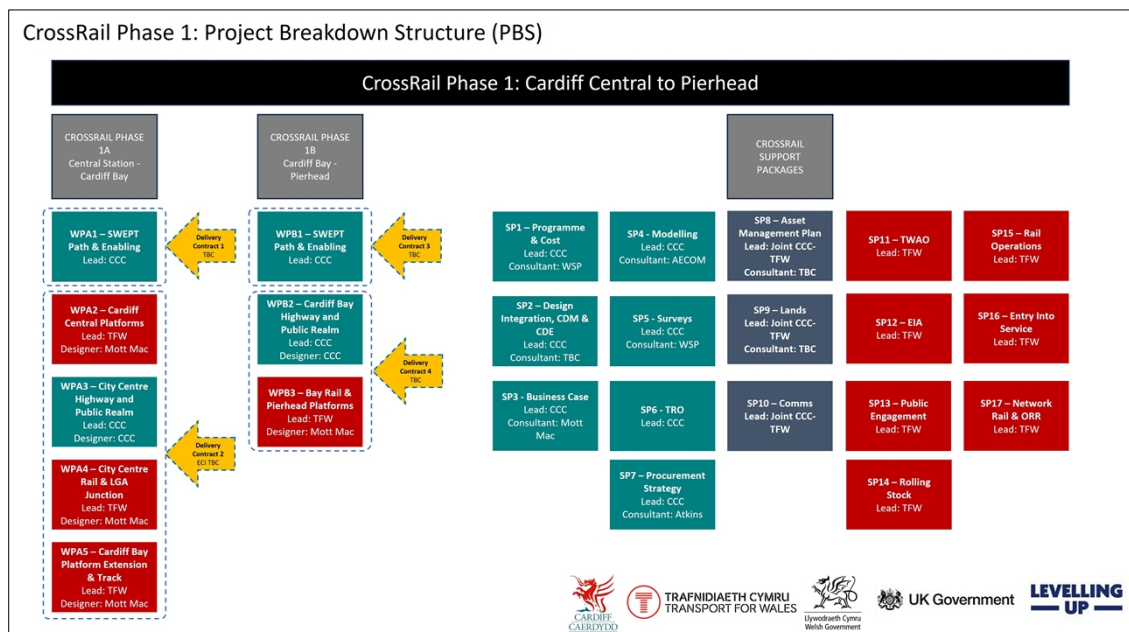 CrossRail Phase 1: Project Breakdown Structure (PBS)
CrossRail Phase 1: Cardiff Central to Pierhead
CROSSRAIL PHASE
1A
Central Station -
Cardiff Bay
WPA1 – SWEPT
Path & Enabling
Lead: CCC
Delivery
Contract 1
TBC
WPA2 – Cardiff
Central Platforms
Lead: TFW
Designer: Mott Mac
WPA3 – City Centre
Highway and
Public Realm
Lead: CCC
Designer: CCC
WPA4 – City Centre
Rail & LGA
Junction
Lead: TFW
Designer: Mott Mac
WPA5 – Cardiff Bay
Platform Extension
& Track
Lead: TFW
Designer: Mott Mac
Delivery
Contract 2
ECI TBC
CROSSRAIL PHASE
1B
Cardiff Bay -
Pierhead
WPB1 – SWEPT
Path & Enabling
Lead: CCC
Delivery
Contract 3
TBC
WPB2 – Cardiff Bay
Highway and
Public Realm
Lead: CCC
Designer: CCC
WPB3 – Bay Rail &
Pierhead Platforms
Lead: TFW
Designer: Mott Mac
Delivery
Contract 4
TBC
CROSSRAIL
SUPPORT
PACKAGES
SP1 – Programme
& Cost
Lead: CCC
Consultant: WSP
SP2 – Design
Integration, CDM &
CDE
Lead: CCC
Consultant: TBC
SP3 - Business Case
Lead: CCC
Consultant: Mott
Mac
SP4 - Modelling
Lead: CCC
Consultant: AECOM
SP5 - Surveys
Lead: CCC
Consultant: WSP
SP6 - TRO
Lead: CCC
SP7 – Procurement
Strategy
Lead: CCC
Consultant: Atkins
SP8 – Asset
Management Plan
Lead: Joint CCC-
TFW
Consultant: TBC
SP9 – Lands
Lead: Joint CCC-
TFW
Consultant: TBC
SP10 – Comms
Lead: Joint CCC-
TFW
SP11 – TWAO
Lead: TFW
SP12 – EIA
Lead: TFW
SP13 – Public
Engagement
Lead: TFW
SP14 – Rolling
Stock
Lead: TFW
SP15 – Rail
Operations
Lead: TFW
SP16 – Entry Into
Service
Lead: TFW
SP17 – Network
Rail & ORR
Lead: TFW
CARDIFF
CAERDYDD
TRAFNIDIAETH CYMRU
TRANSPORT FOR WALES
Llywodraeth Cymru
Welsh Government
UK Government
LEVELLING
UP